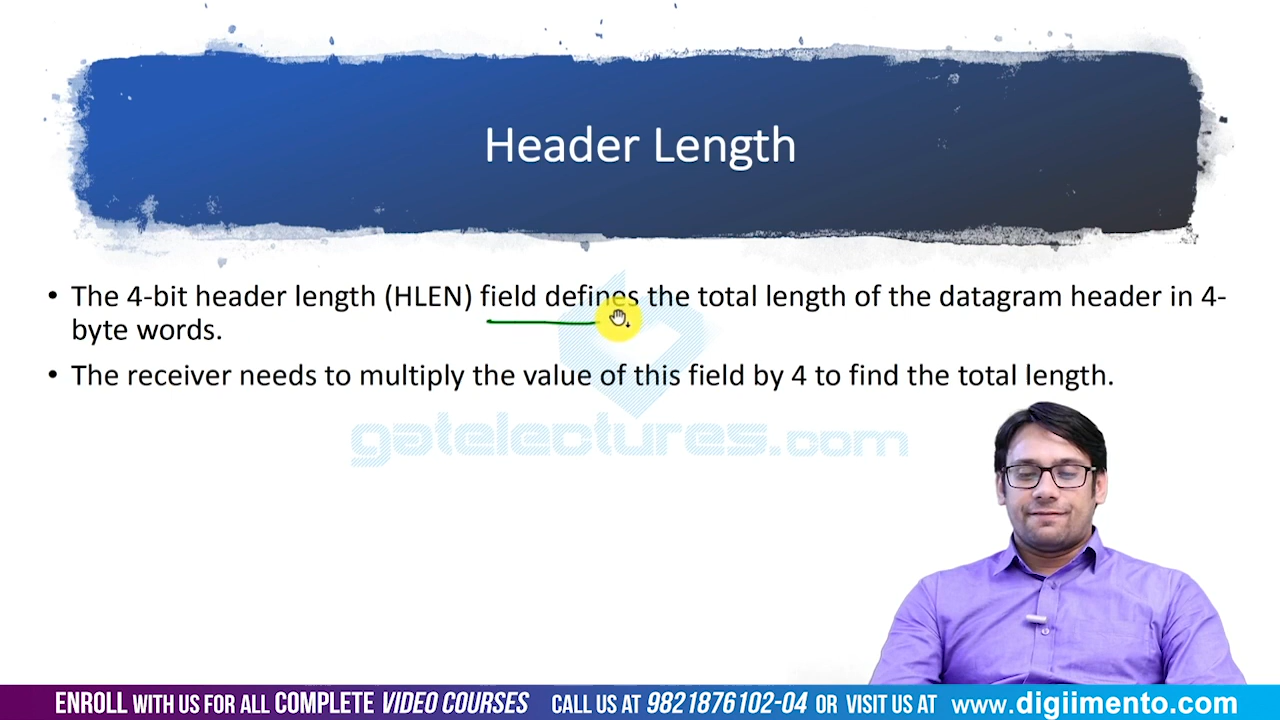 Header Length
• The 4-bit header length (HLEN) field defines the total length of the datagram header in 4-
byte words.
• The receiver needs to multiply the value of this field by 4 to find the total length.
gatelectures.com
ENROLL WITH US FOR ALL COMPLETE VIDEO COURSES CALL US AT 9821876102-04 OR VISIT US AT www.digiimento.com